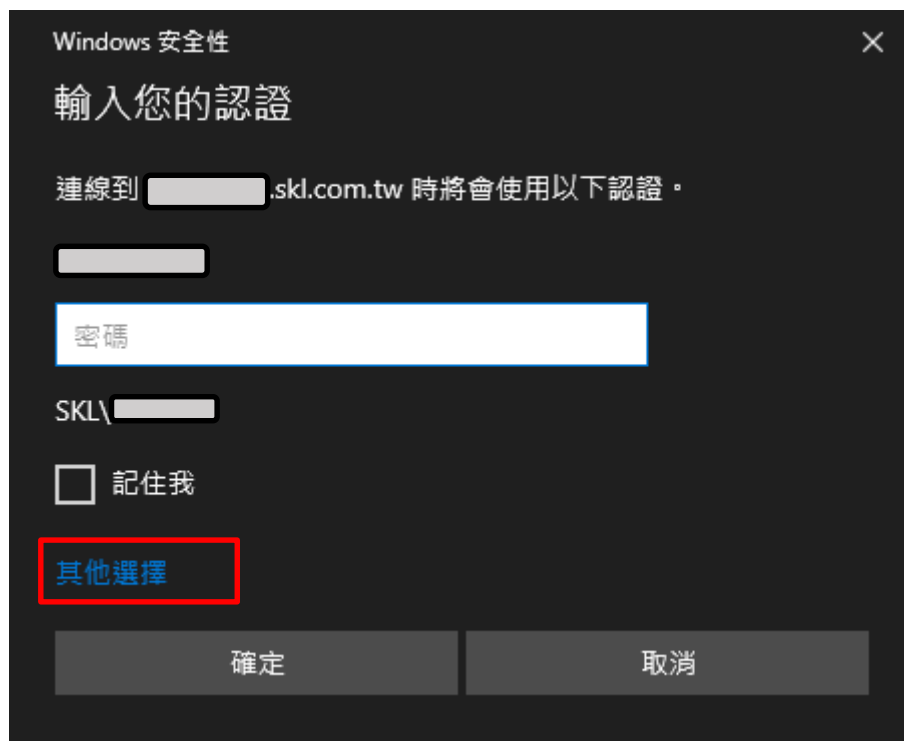 Windows 安全性
輸入您的認證
連線到 .skl.com.tw 時將會使用以下認證。
密碼
SKL\
記住我
其他選擇
確定 取消